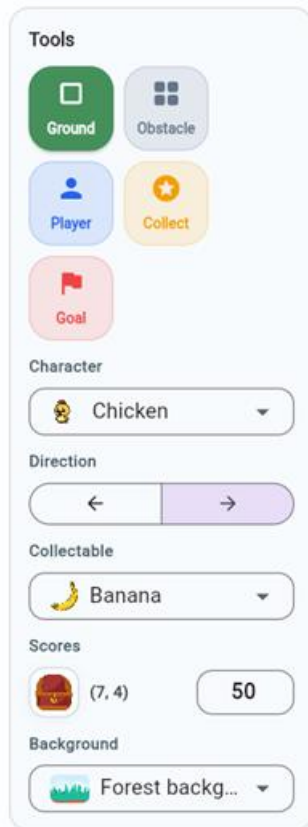 Tools
Ground Obstacle
Player Collect
Goal
Character
Chicken
Direction
← →
Collectable
Banana
Scores
(7, 4) 50
Background
Forest backg...